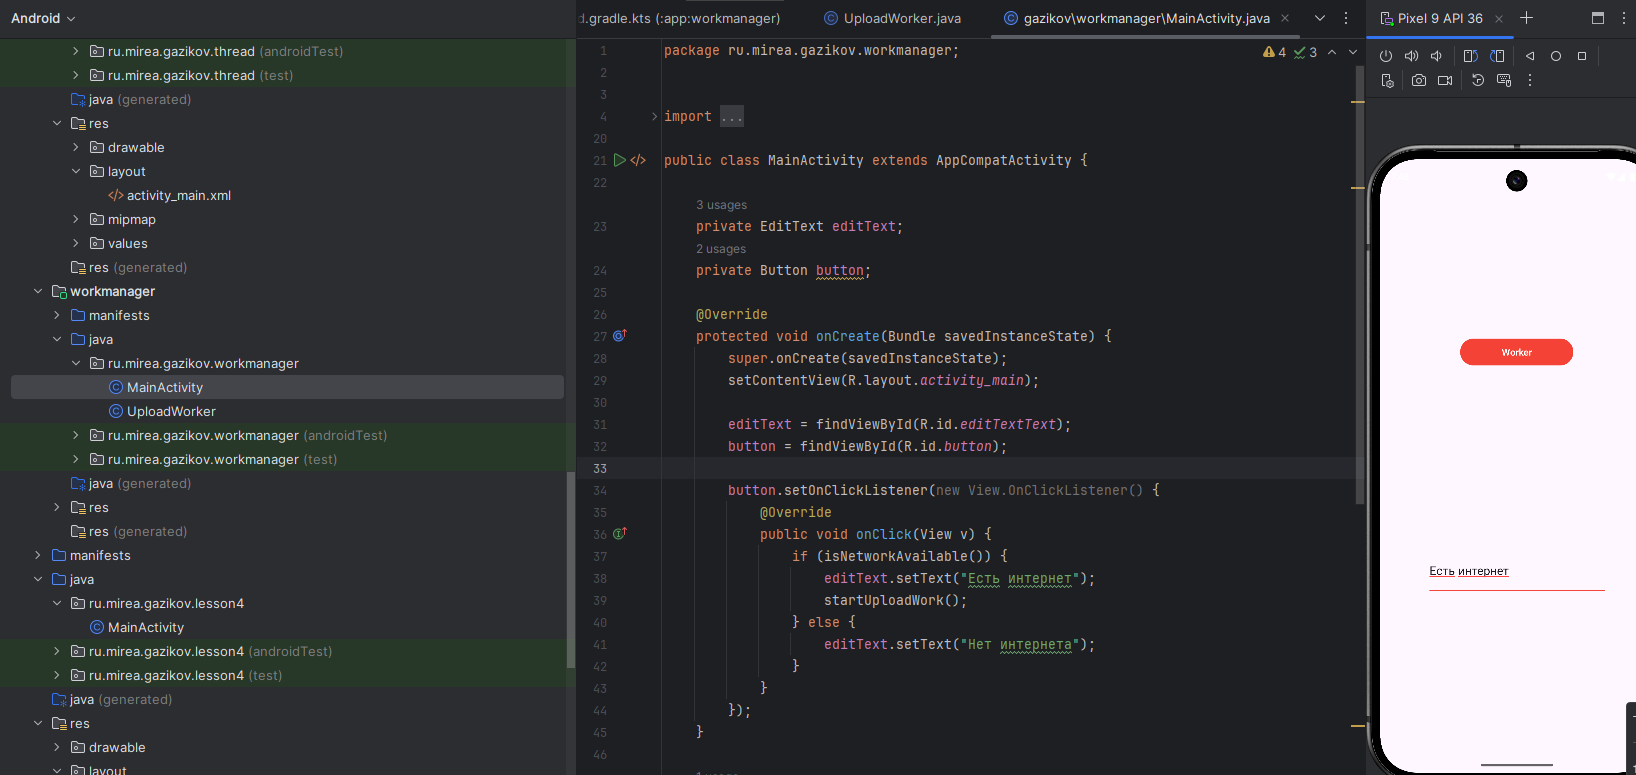 Android
ru.mirea.gazikov.thread (androidTest)
ru.mirea.gazikov.thread (test)
java (generated)
res
drawable
layout
activity_main.xml
mipmap
values
res (generated)
workmanager
manifests
java
ru.mirea.gazikov.workmanager
MainActivity
UploadWorker
ru.mirea.gazikov.workmanager (androidTest)
ru.mirea.gazikov.workmanager (test)
java (generated)
res
res (generated)
manifests
java
ru.mirea.gazikov.lesson4
MainActivity
ru.mirea.gazikov.lesson4 (androidTest)
ru.mirea.gazikov.lesson4 (test)
java (generated)
res
drawable
layout
d.gradle.kts (:app:workmanager) UploadWorker.java gazikov\workmanager\MainActivity.java
4 3
1 package ru.mirea.gazikov.workmanager;
2
3
4 import ...
20
21 public class MainActivity extends AppCompatActivity {
22
3 usages
23 private EditText editText;
2 usages
24 private Button button;
25
26 @Override
27 protected void onCreate(Bundle savedInstanceState) {
28 super.onCreate(savedInstanceState);
29 setContentView(R.layout.activity_main);
30
31 editText = findViewById(R.id.editTextText);
32 button = findViewById(R.id.button);
33
34 button.setOnClickListener(new View.OnClickListener() {
35 @Override
36 public void onClick(View v) {
37 if (isNetworkAvailable()) {
38 editText.setText("Есть интернет");
39 startUploadWork();
40 } else {
41 editText.setText("Нет интернета");
42 }
43 }
44 });
45 }
46
Pixel 9 API 36
Worker
Есть интернет